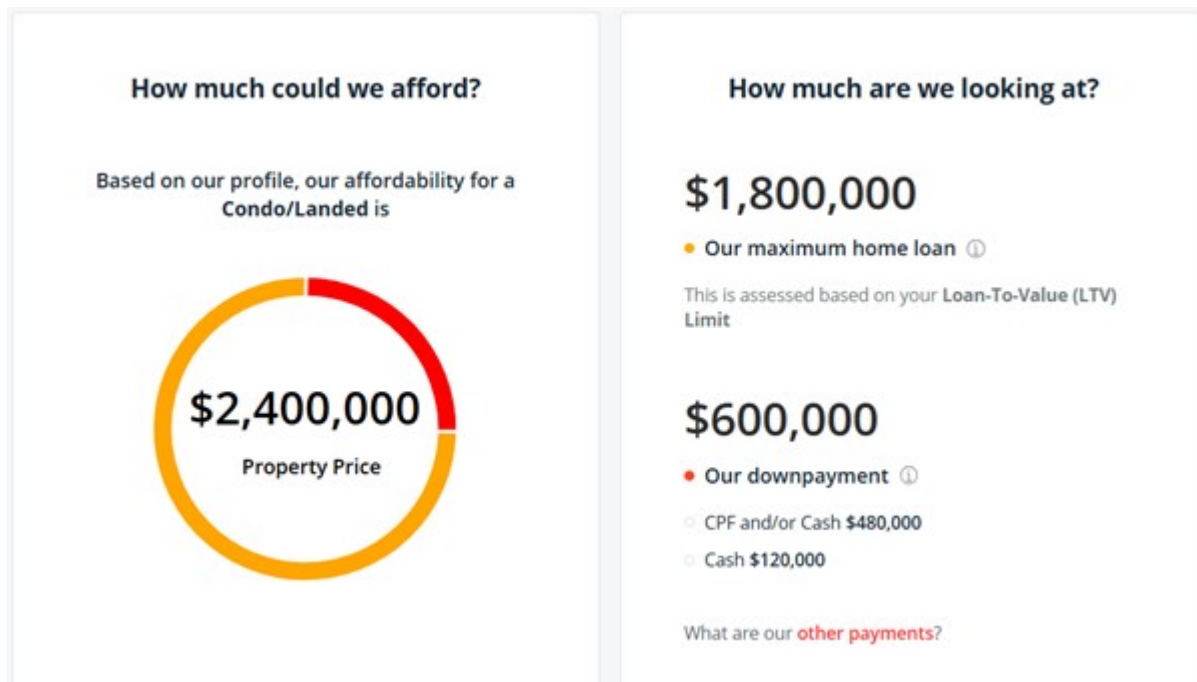 How much could we afford?
Based on our profile, our affordability for a
Condo/Landed is
$2,400,000
Property Price
How much are we looking at?
$1,800,000
Our maximum home loan
This is assessed based on your Loan-To-Value (LTV)
Limit
$600,000
Our downpayment
CPF and/or Cash $480,000
Cash $120,000
What are our other payments?